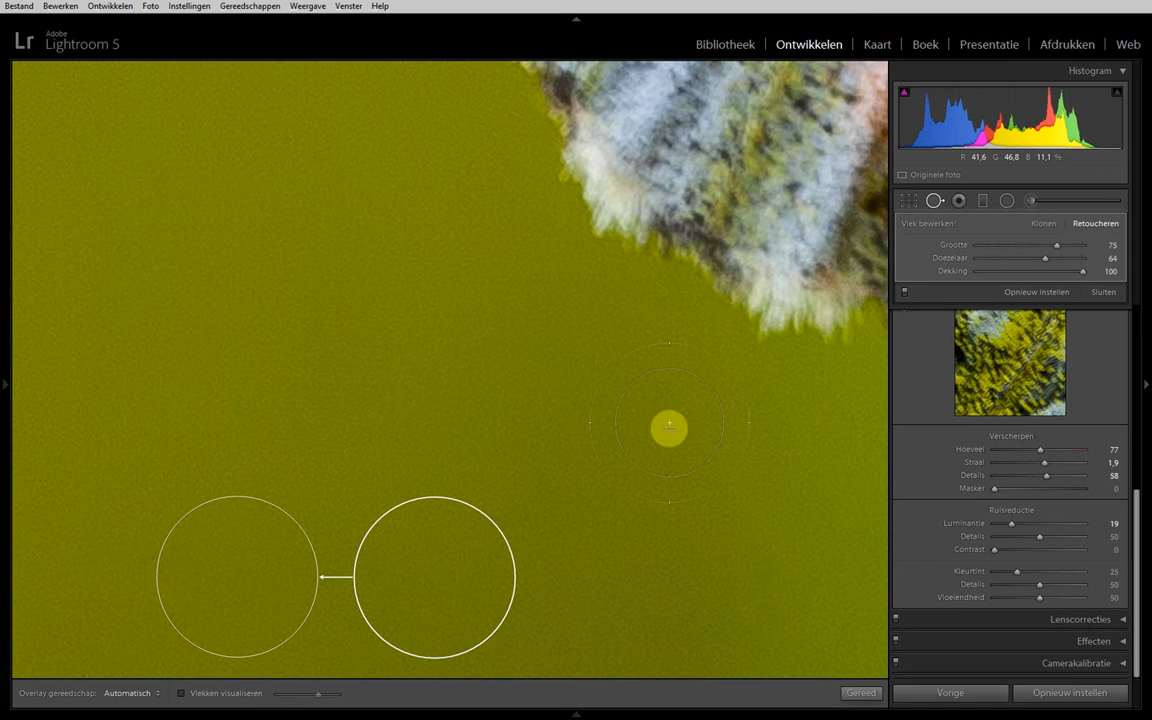 Bestand Bewerken Ontwikkelen Foto Instellingen Gereedschappen Weergave Venster Help
Lr Adobe Lightroom 5
Bibliotheek | Ontwikkelen | Kaart | Boek | Presentatie | Afdrukken | Web
Histogram
R 41,6 G 46,8 B 11,1 %
Originele foto
Vlek bewerken: Klonen Retoucheren
Grootte 75
Doezelaar 64
Dekking 100
Opnieuw instellen Sluiten
Verscherpen
Hoeveel 77
Straal 1,9
Details 58
Masker 0
Ruisreductie
Luminantie 19
Details 50
Contrast 0
Kleurtint 25
Details 50
Vloeiendheid 50
Lenscorrecties
Effecten
Camerakalibratie
Overlay gereedschap: Automatisch Vlekken visualiseren Gereed
Vorige Opnieuw instellen